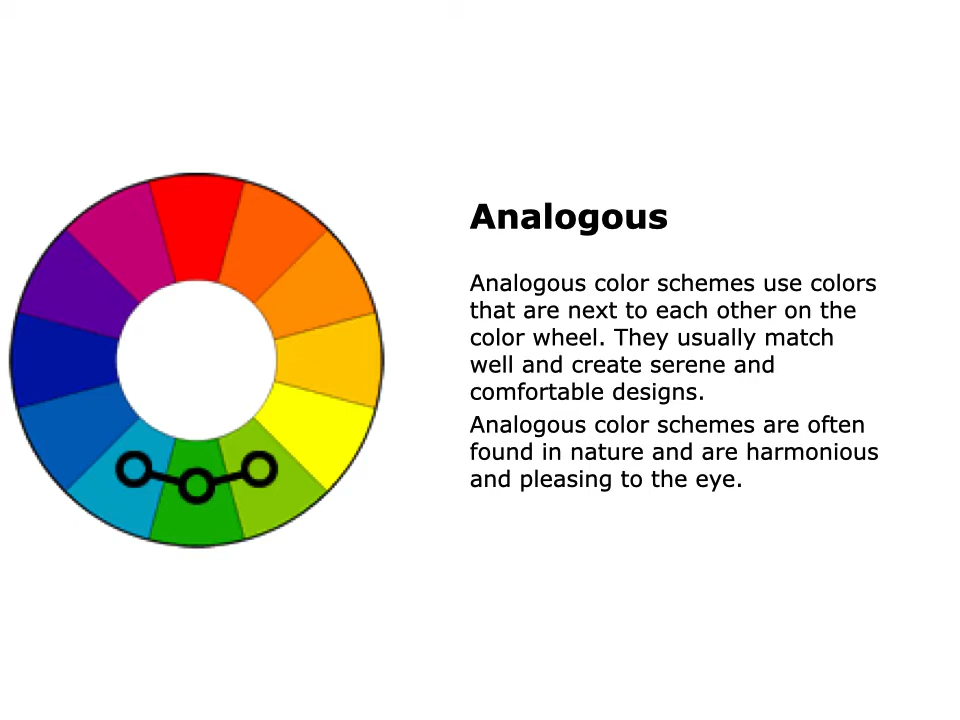 Analogous
Analogous color schemes use colors
that are next to each other on the
color wheel. They usually match
well and create serene and
comfortable designs.
Analogous color schemes are often
found in nature and are harmonious
and pleasing to the eye.